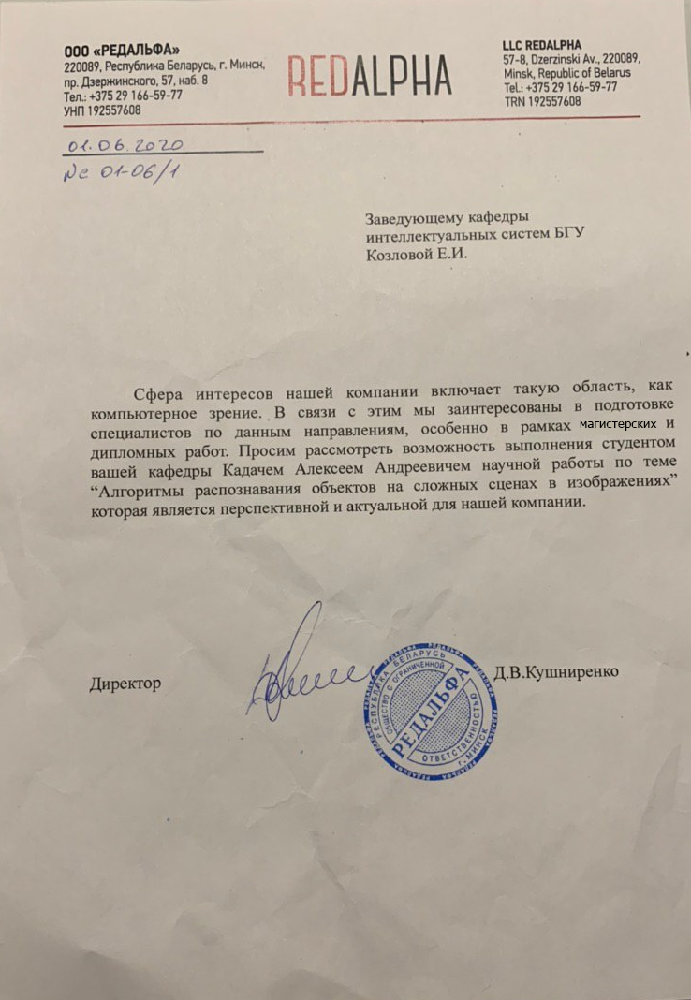 ООО «РЕДАЛЬФА»
220089, Республика Беларусь, г. Минск,
пр. Дзержинского, 57, каб. 8
Тел.: +375 29 166-59-77
УНП 192557608
REDALPHA
LLC REDALPHA
57-8, Dzerzinski Av., 220089,
Minsk, Republic of Belarus
Tel.: +375 29 166-59-77
TRN 192557608
01.06.2020
№ 01-06/1
Заведующему кафедры
интеллектуальных систем БГУ
Козловой Е.И.
Сфера интересов нашей компании включает такую область, как
компьютерное зрение. В связи с этим мы заинтересованы в подготовке
специалистов по данным направлениям, особенно в рамках магистерских и
дипломных работ. Просим рассмотреть возможность выполнения студентом
вашей кафедры Кадачем Алексеем Андреевичем научной работы по теме
“Алгоритмы распознавания объектов на сложных сценах в изображениях”
которая является перспективной и актуальной для нашей компании.
Директор
Д.В.Кушниренко
РЕСПУБЛИКА БЕЛАРУСЬ
ОБЩЕСТВО С ОГРАНИЧЕННОЙ
РЕДАЛЬФА
ОТВЕТСТВЕННОСТЬЮ
г. МИНСК